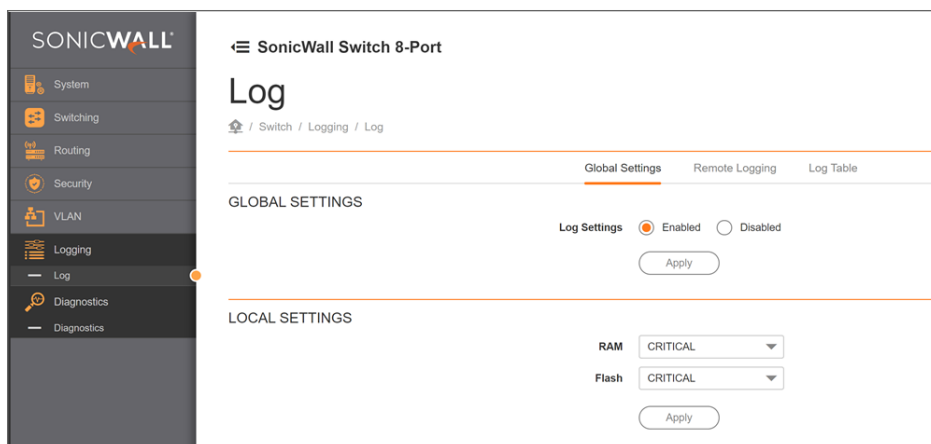 SONICWALL
System
Switching
Routing
Security
VLAN
Logging
Log
Diagnostics
Diagnostics
SonicWall Switch 8-Port
Log
/ Switch / Logging / Log
Global Settings Remote Logging Log Table
GLOBAL SETTINGS
Log Settings Enabled Disabled
Apply
LOCAL SETTINGS
RAM CRITICAL
Flash CRITICAL
Apply